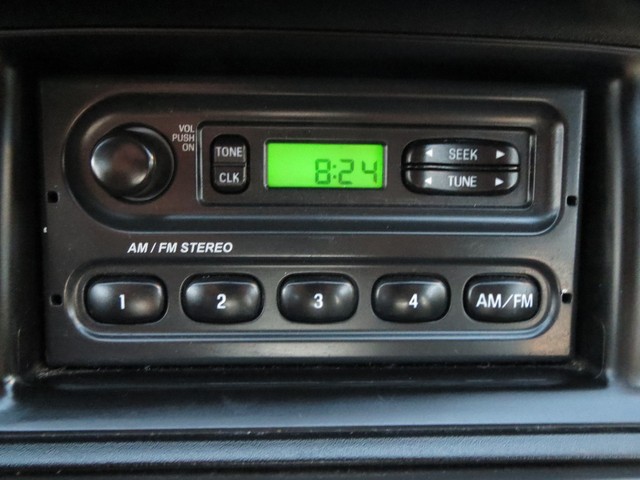 VOL
PUSH
ON
TONE
CLK
8:24
SEEK
TUNE
AM / FM STEREO
1 2 3 4 AM/FM